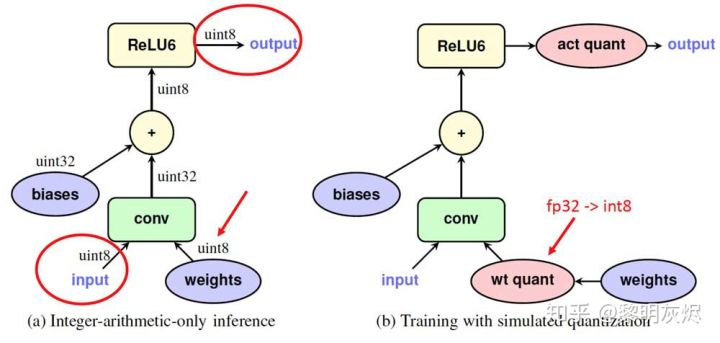 ReLU6
uint8
output
uint8
+
uint32
biases
uint32
conv
uint8
uint8
input
weights
(a) Integer-arithmetic-only inference
ReLU6
act quant
output
+
biases
conv
fp32 -> int8
input
wt quant
weights
(b) Training with simulated quantization
知乎 @黎明灰烬